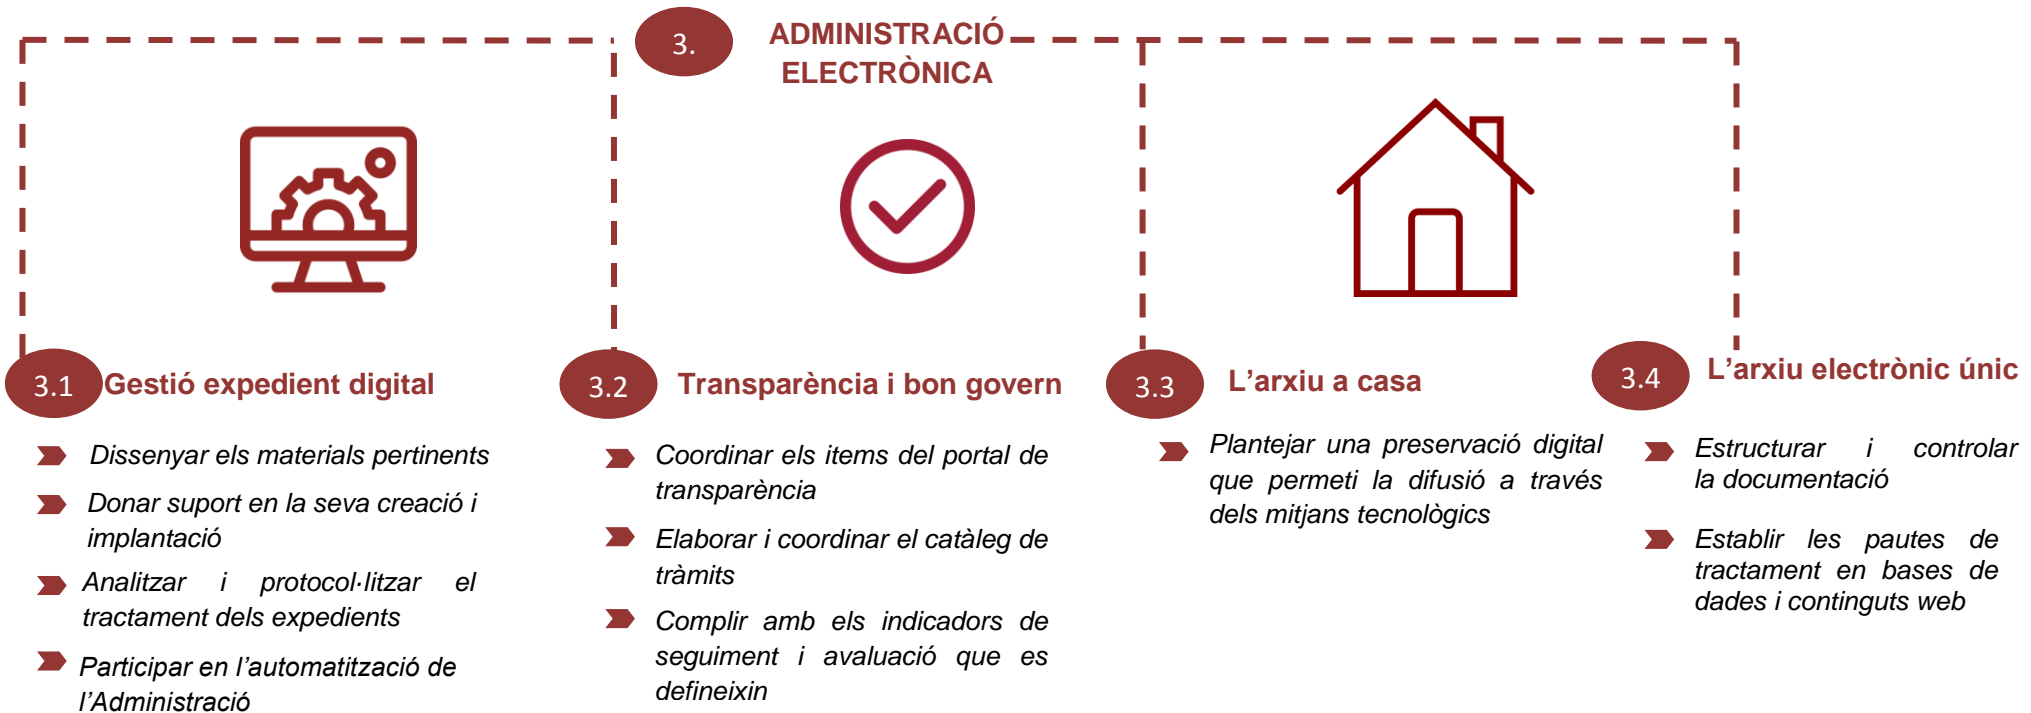 3.
ADMINISTRACIÓ
ELECTRÒNICA
3.1
Gestió expedient digital
Dissenyar els materials pertinents
Donar suport en la seva creació i
implantació
Analitzar i protocol·litzar el
tractament dels expedients
Participar en l’automatització de
l’Administració
3.2
Transparència i bon govern
Coordinar els items del portal de
transparència
Elaborar i coordinar el catàleg de
tràmits
Complir amb els indicadors de
seguiment i avaluació que es
defineixin
3.3
L’arxiu a casa
Plantejar una preservació digital
que permeti la difusió a través
dels mitjans tecnològics
3.4
L’arxiu electrònic únic
Estructurar i controlar
la documentació
Establir les pautes de
tractament en bases de
dades i continguts web